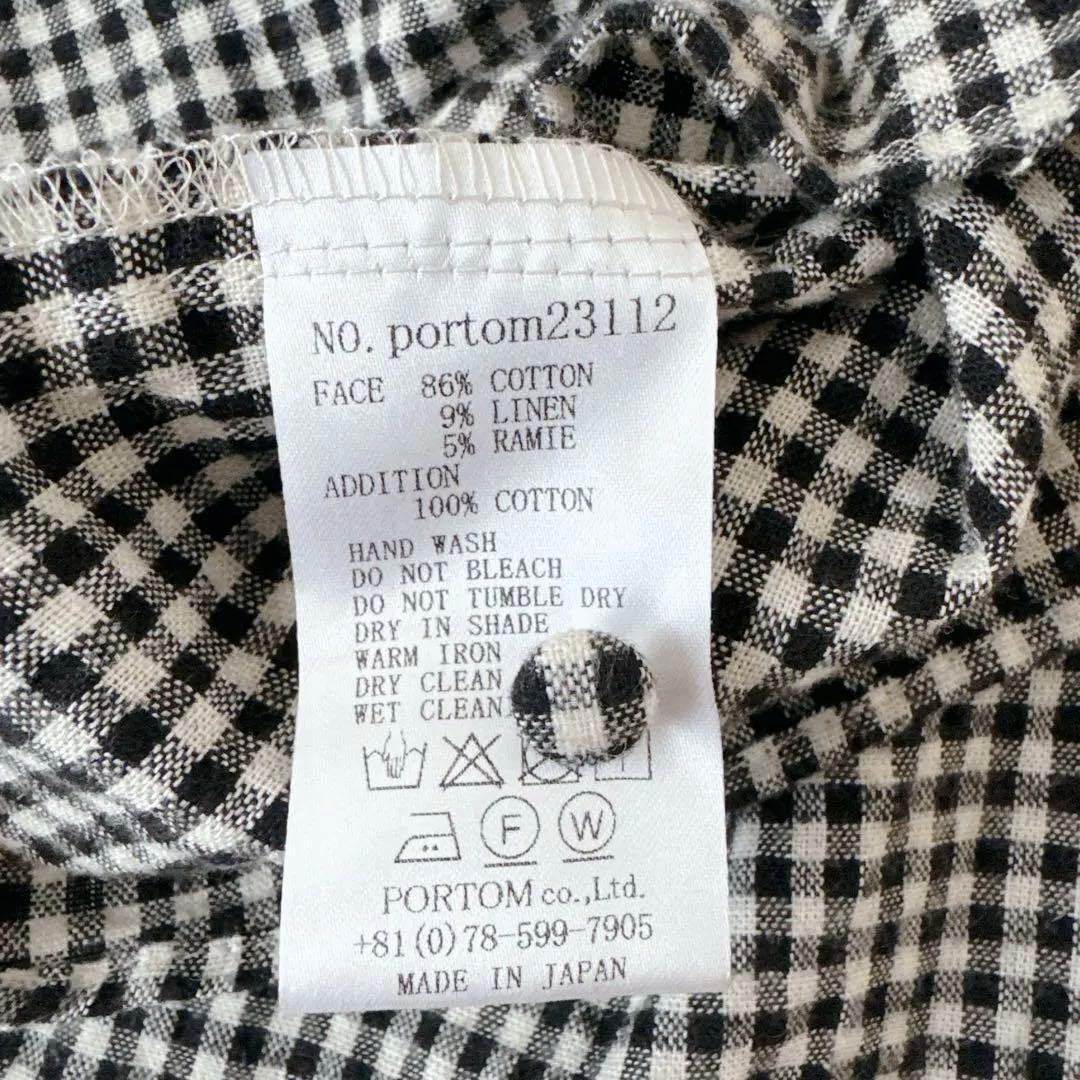 NO. portom23112
FACE 86% COTTON
9% LINEN
5% RAMIE
ADDITION
100% COTTON
HAND WASH
DO NOT BLEACH
DO NOT TUMBLE DRY
DRY IN SHADE
WARM IRON
DRY CLEAN
WET CLEAN
F W
PORTOM co.,Ltd.
+81(0)78-599-7905
MADE IN JAPAN